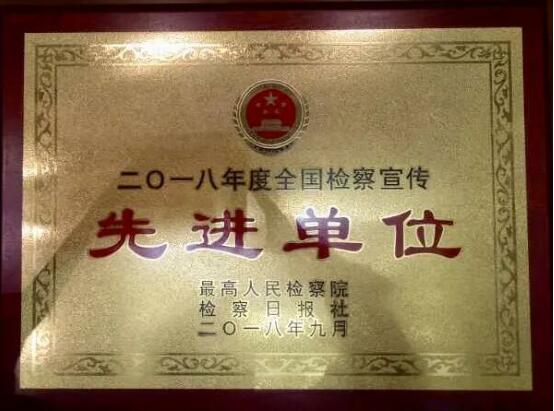 二〇一八年度全国检察宣传
先进单位
最高人民检察院
检察日报社
二〇一八年九月